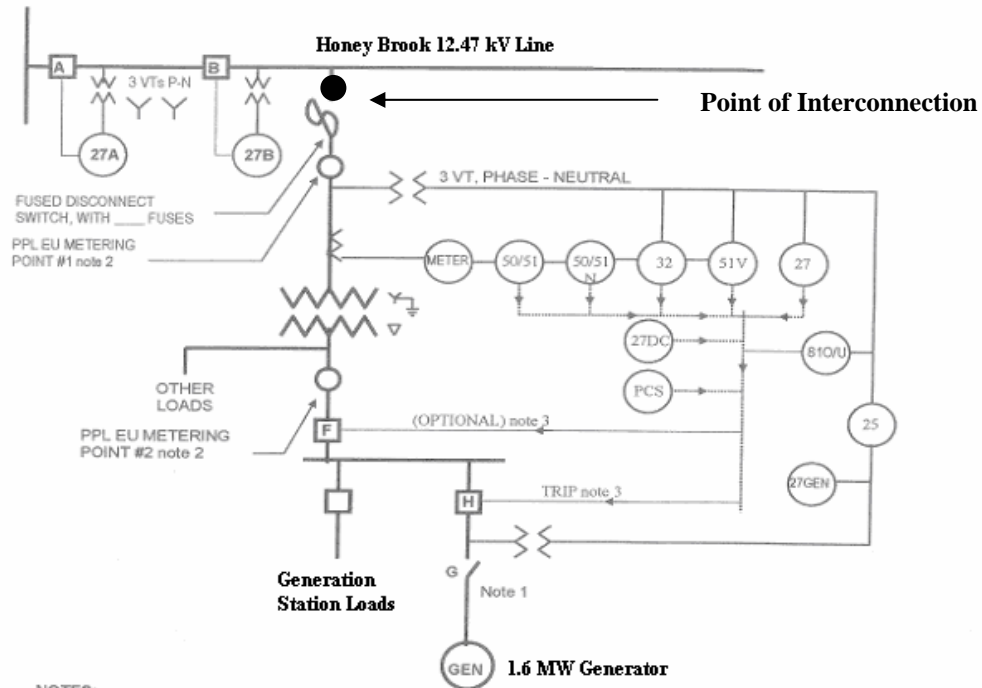 Honey Brook 12.47 kV Line
A
3 VTs P-N
B
Point of Interconnection
27A
27B
3 VT, PHASE - NEUTRAL
FUSED DISCONNECT
SWITCH, WITH ____ FUSES
PPL EU METERING
POINT #1 note 2
METER
50/51
50/51
N
32
51V
27
27DC
81O/U
PCS
OTHER
LOADS
25
PPL EU METERING
POINT #2 note 2
F
(OPTIONAL) note 3
27GEN
H
TRIP note 3
G
Note 1
Generation
Station Loads
GEN
1.6 MW Generator
NOTES: